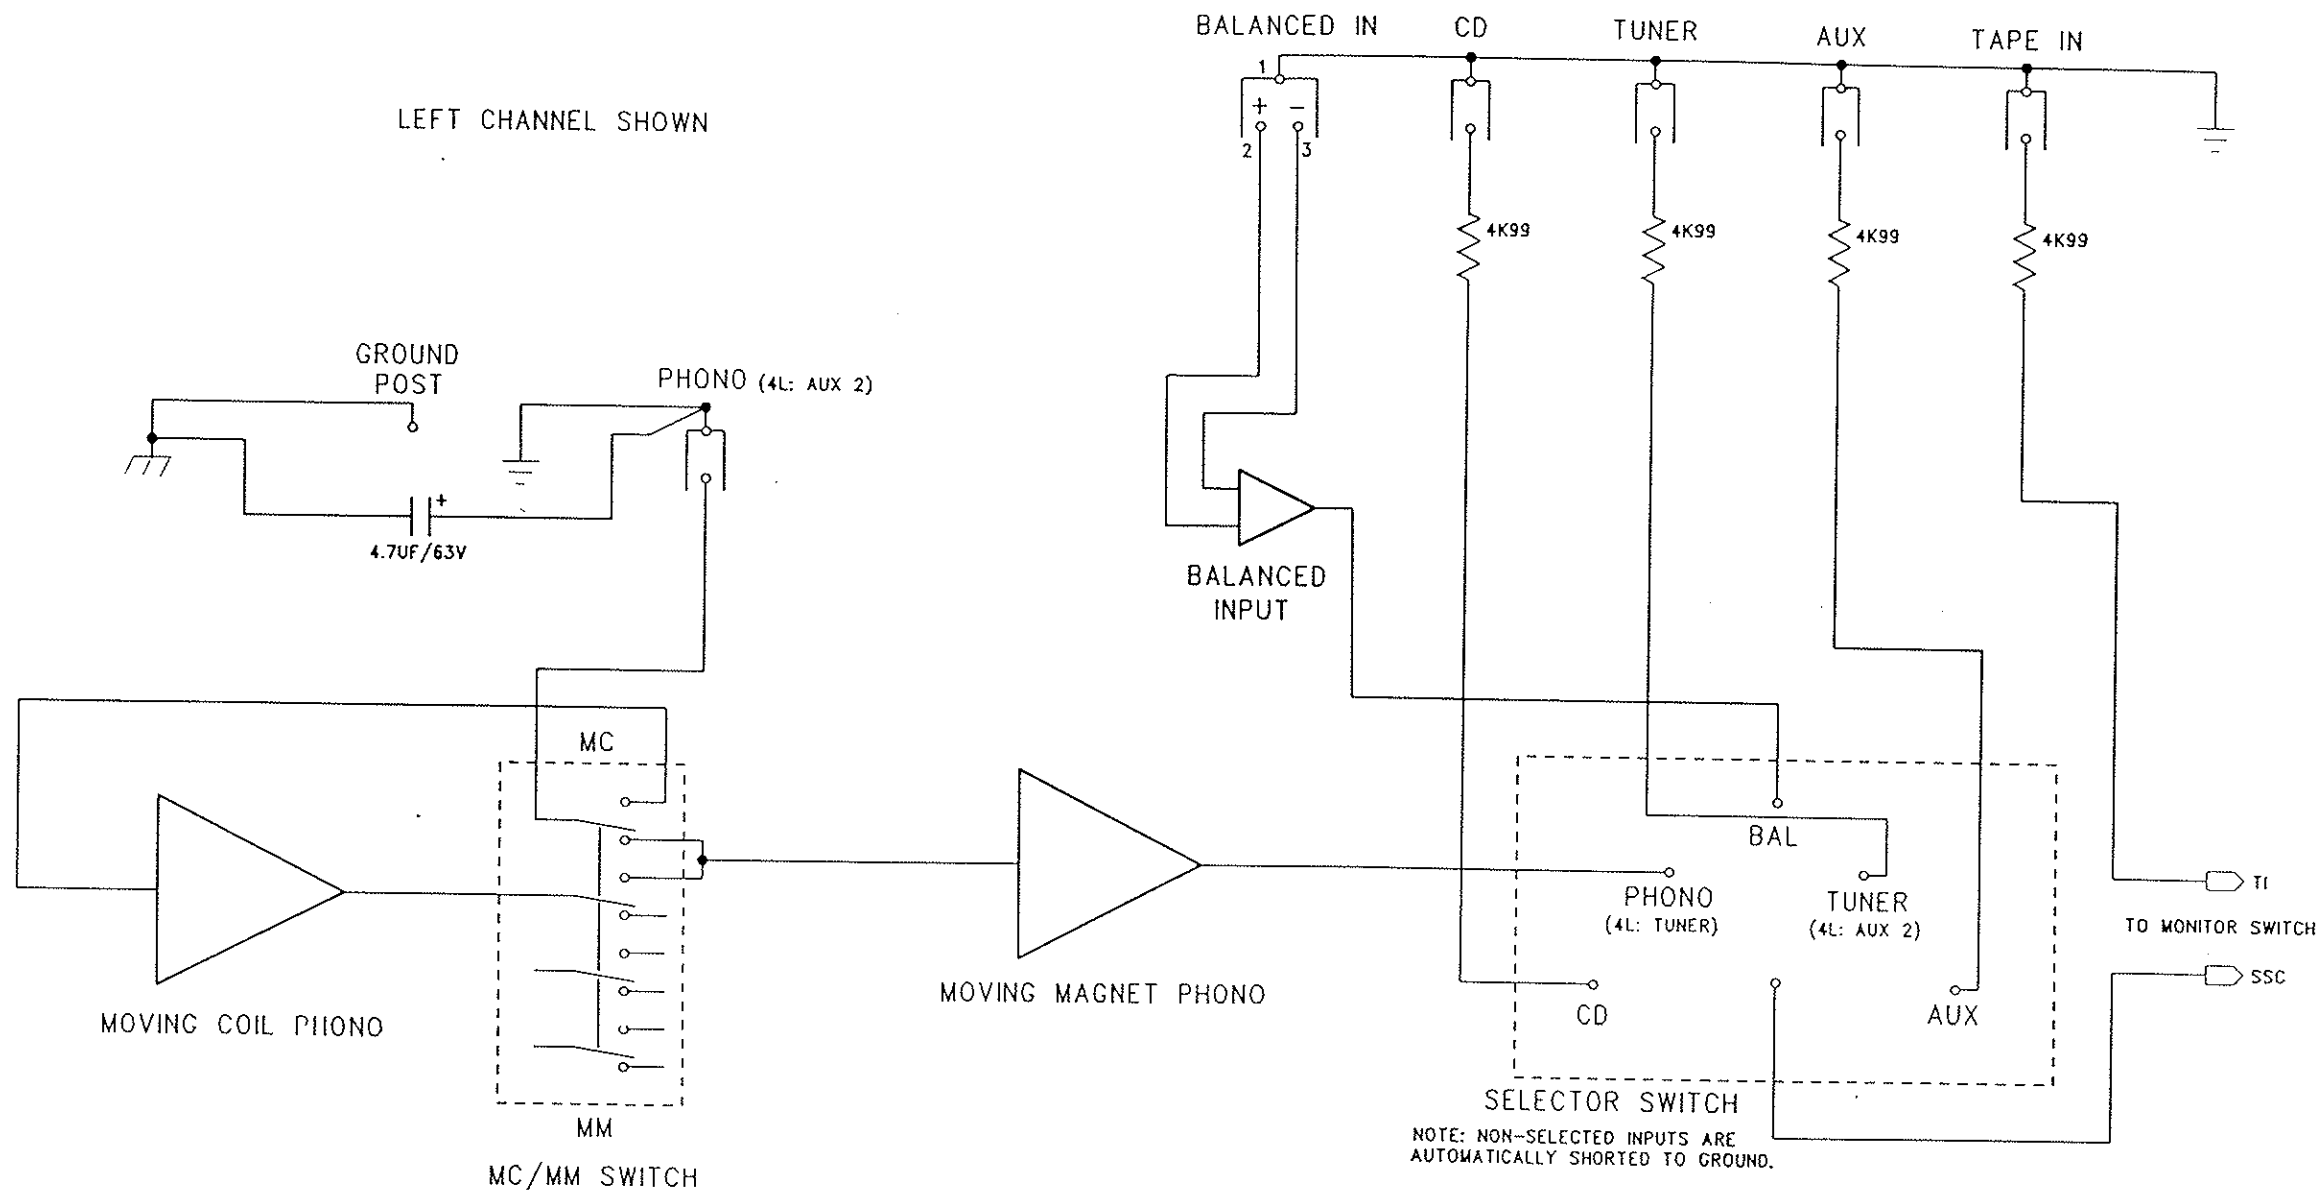 BALANCED IN
CD
TUNER
AUX
TAPE IN
1
+ −
2
3
LEFT CHANNEL SHOWN
4K99
4K99
4K99
4K99
GROUND
POST
PHONO (4L: AUX 2)
+
4.7UF/63V
BALANCED
INPUT
MC
BAL
PHONO
(4L: TUNER)
TUNER
(4L: AUX 2)
TI
TO MONITOR SWITCH
SSC
MOVING MAGNET PHONO
MOVING COIL PHONO
CD
AUX
MM
MC/MM SWITCH
SELECTOR SWITCH
NOTE: NON-SELECTED INPUTS ARE
AUTOMATICALLY SHORTED TO GROUND.